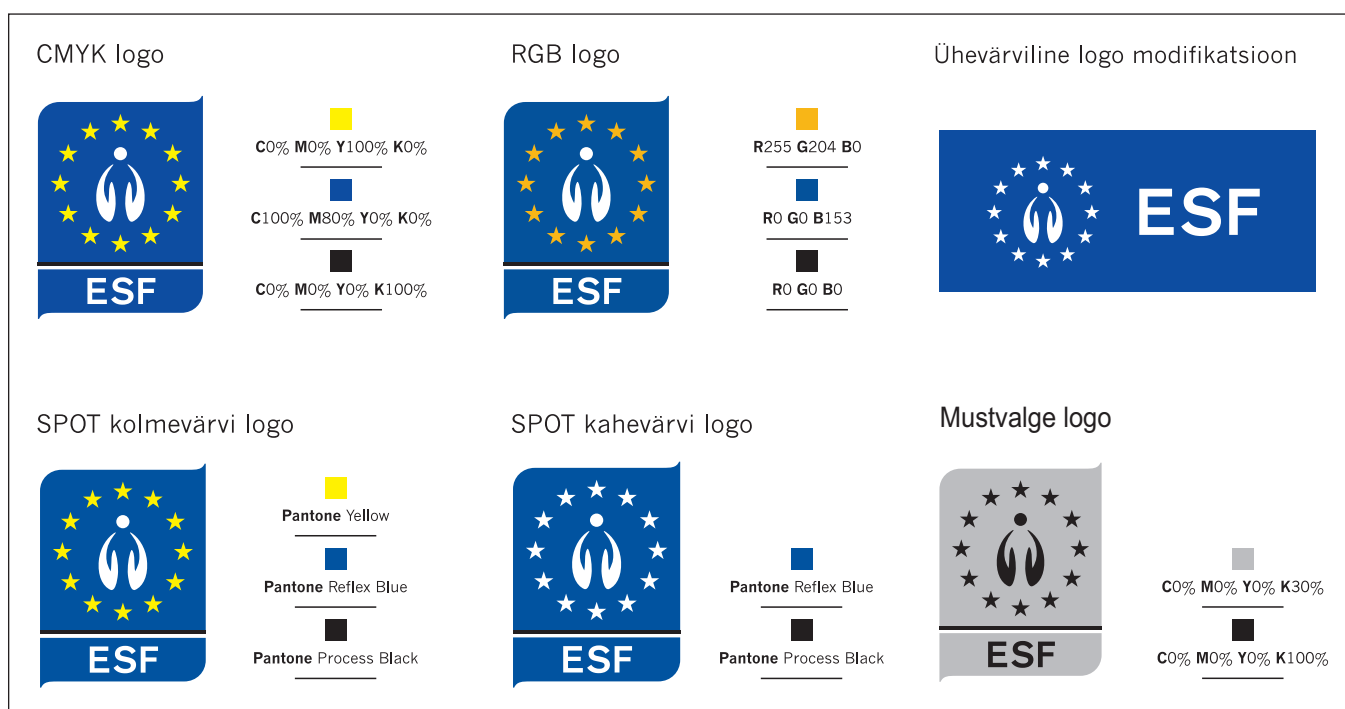 CMYK logo
C0% M0% Y100% K0%
C100% M80% Y0% K0%
C0% M0% Y0% K100%
ESF
RGB logo
R255 G204 B0
R0 G0 B153
R0 G0 B0
ESF
Ühevärviline logo modifikatsioon
ESF
SPOT kolmevärvi logo
Pantone Yellow
Pantone Reflex Blue
Pantone Process Black
ESF
SPOT kahevärvi logo
Pantone Reflex Blue
Pantone Process Black
ESF
Mustvalge logo
C0% M0% Y0% K30%
C0% M0% Y0% K100%
ESF